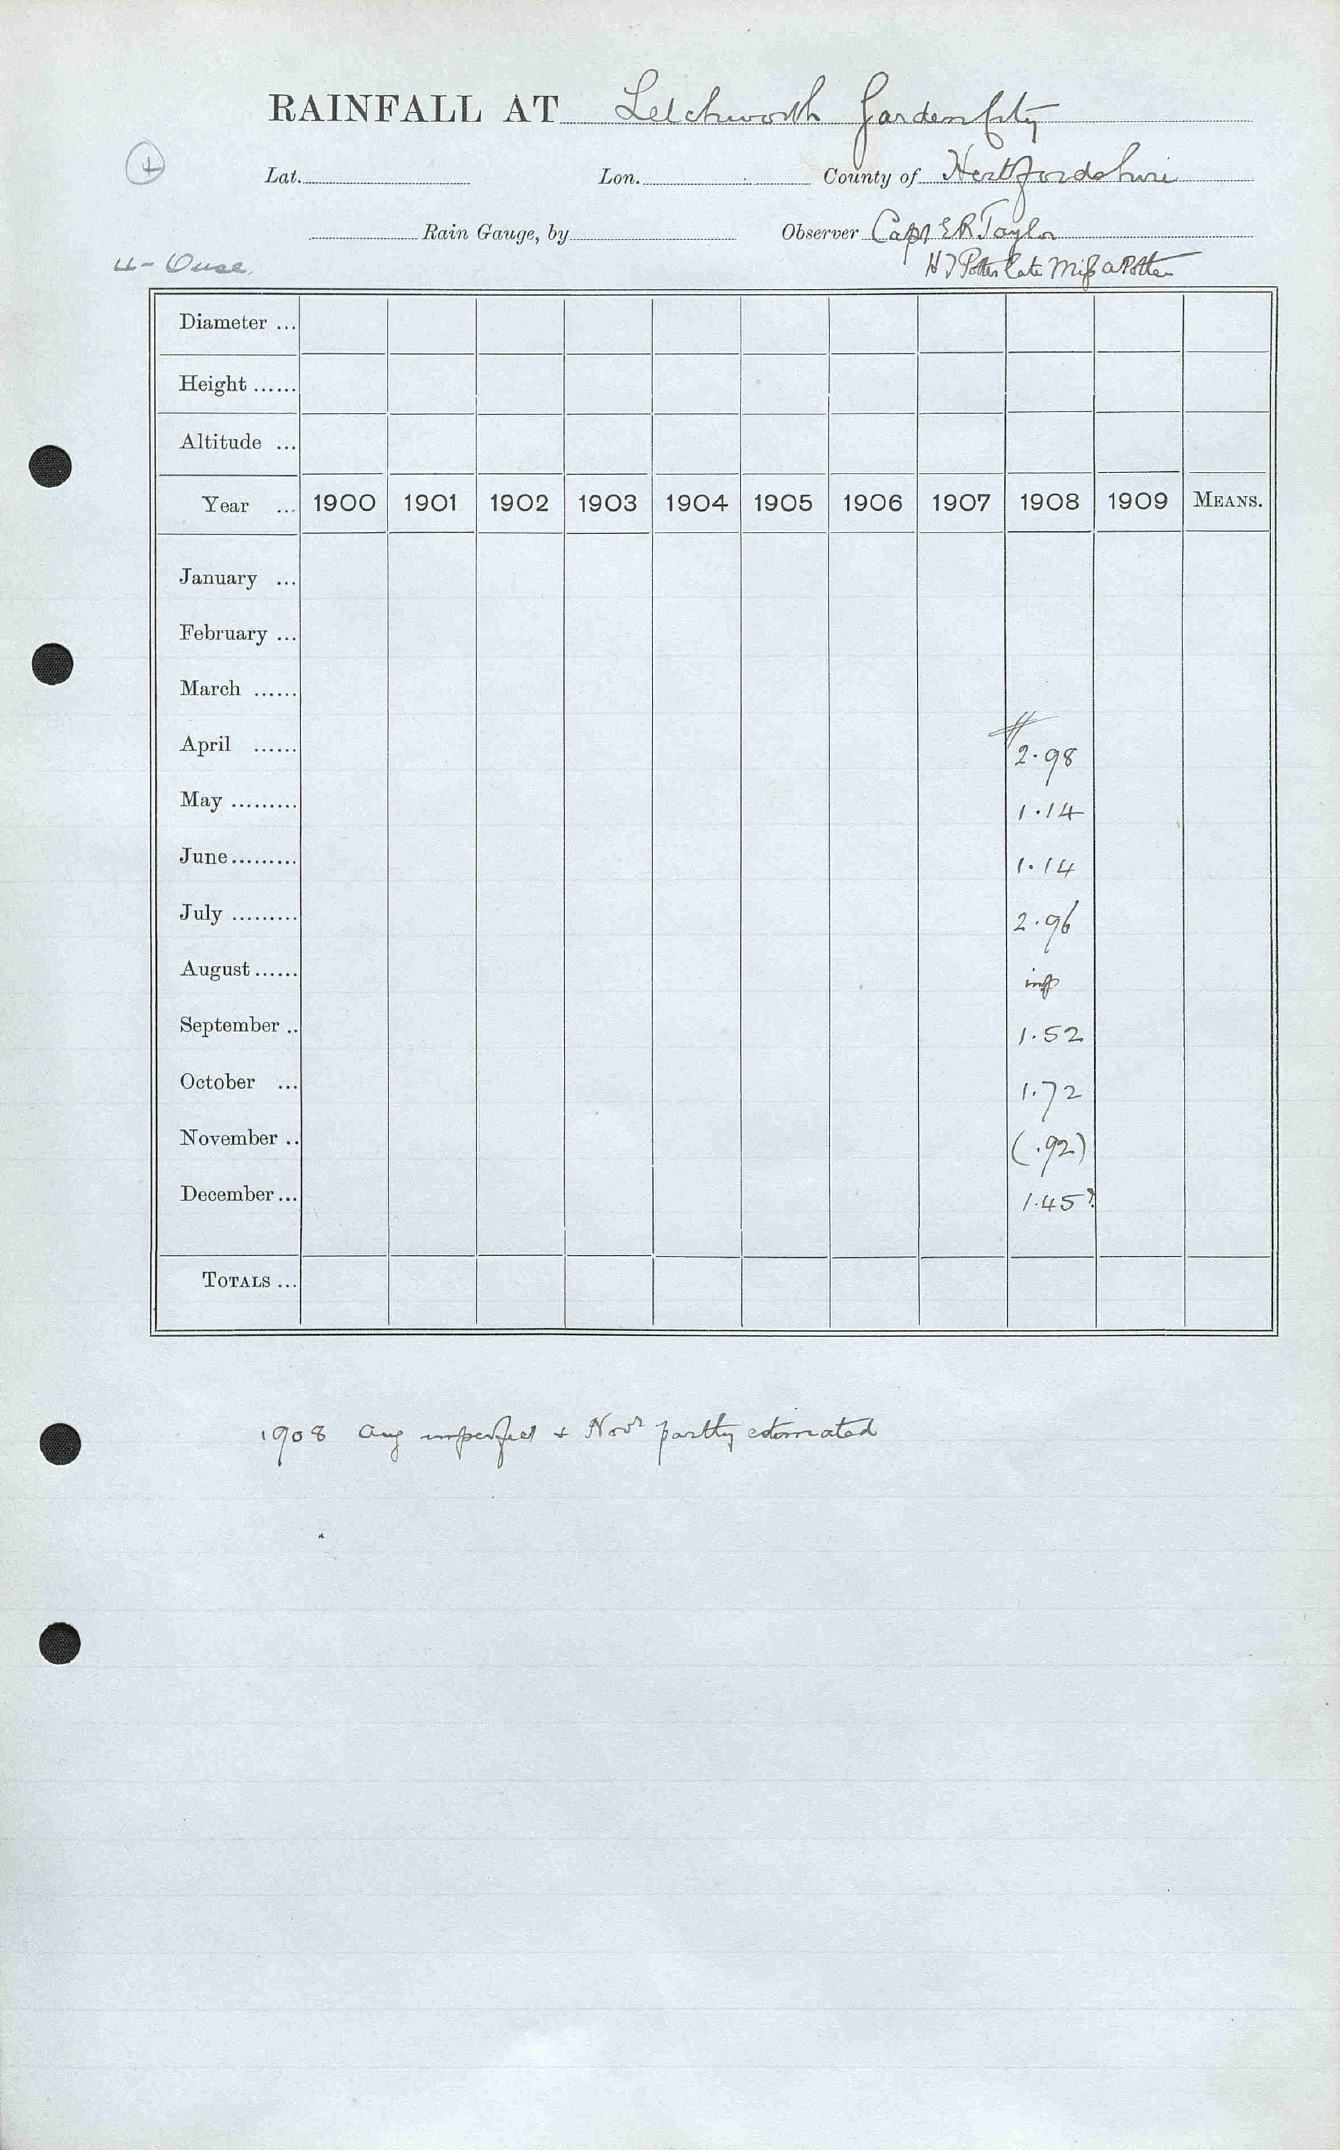 RAINFALL AT Letchworth Garden City
Lat. Lon. County of Hertfordshire
Rain Gauge, by Observer Capt E R Taylor
4 - Ouse. Potter late Miss A Potter
Diameter ...
Height ......
Altitude ...
Year ... 1900 1901 1902 1903 1904 1905 1906 1907 1908 1909 MEANS.
January ...
February ...
March ......
April ...... 2.98
May ......... 1.14
June......... 1.14
July ......... 2.96
August...... imp
September .. 1.52
October ... 1.72
November .. (.92)
December... 1.45?
TOTALS ...
1908 Aug imperfect + Novr partly estimated